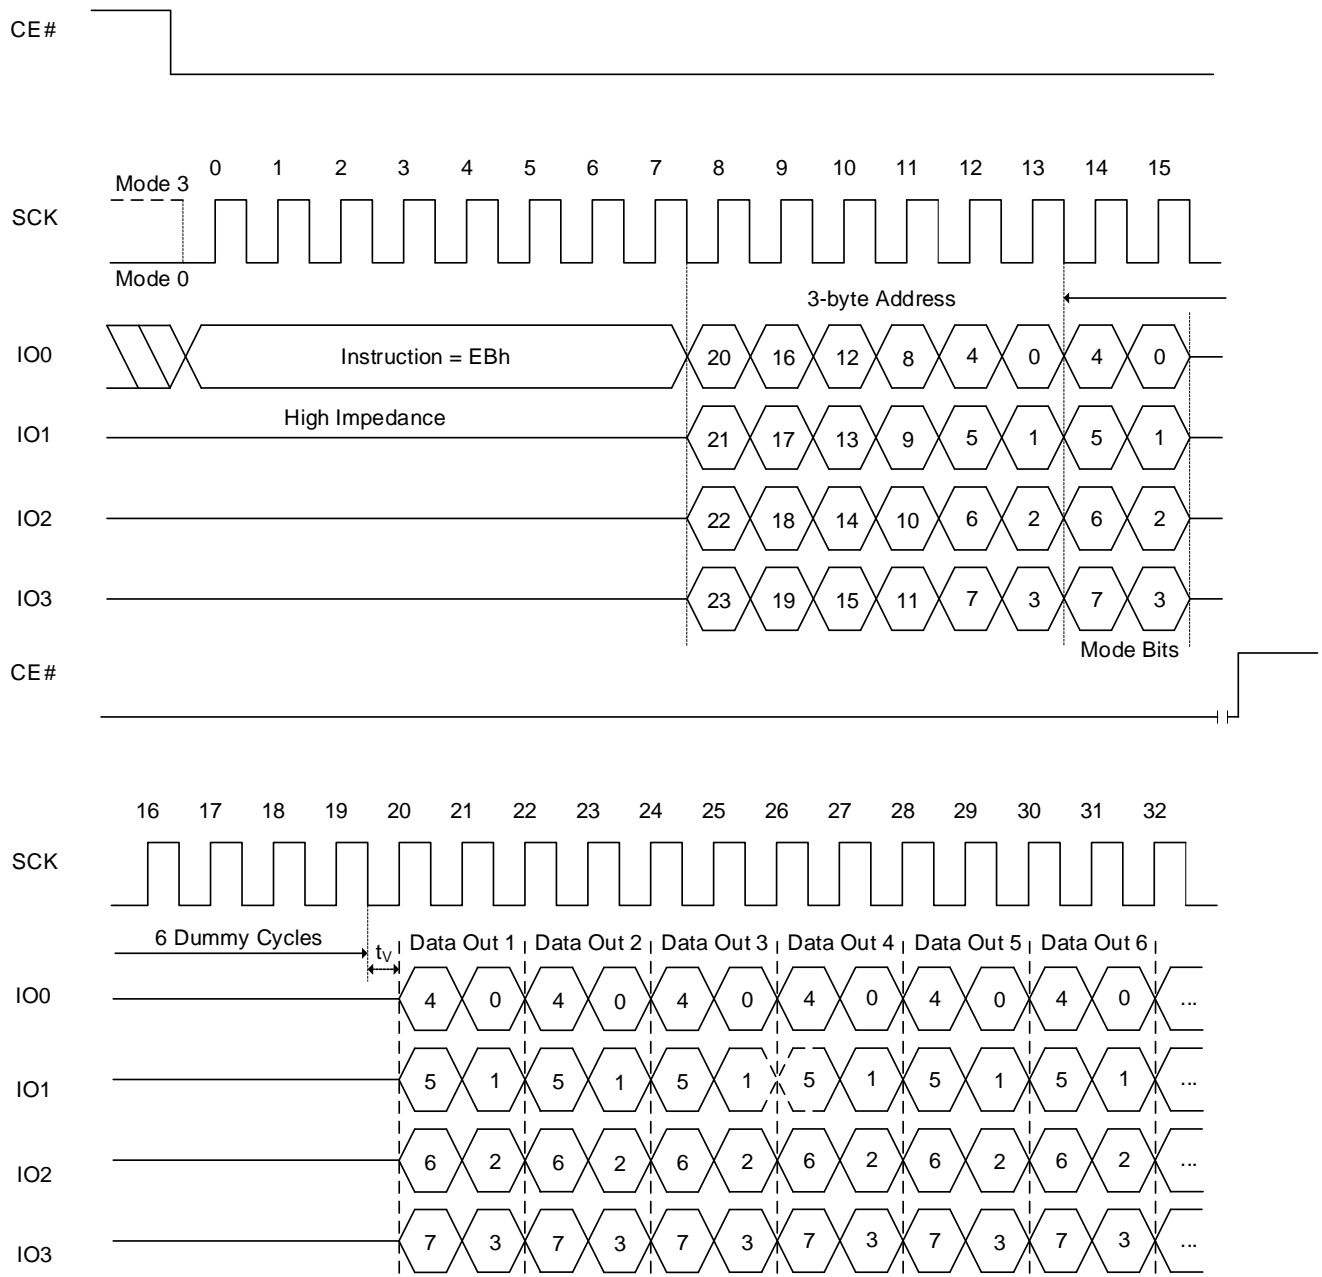 CE#
0 1 2 3 4 5 6 7 8 9 10 11 12 13 14 15
Mode 3
SCK
Mode 0
3-byte Address
IO0 Instruction = EBh 20 16 12 8 4 0 4 0
High Impedance
IO1 21 17 13 9 5 1 5 1
IO2 22 18 14 10 6 2 6 2
IO3 23 19 15 11 7 3 7 3
Mode Bits
CE#
16 17 18 19 20 21 22 23 24 25 26 27 28 29 30 31 32
SCK
6 Dummy Cycles tV Data Out 1 Data Out 2 Data Out 3 Data Out 4 Data Out 5 Data Out 6
IO0 4 0 4 0 4 0 4 0 4 0 4 0 ...
IO1 5 1 5 1 5 1 5 1 5 1 5 1 ...
IO2 6 2 6 2 6 2 6 2 6 2 6 2 ...
IO3 7 3 7 3 7 3 7 3 7 3 7 3 ...